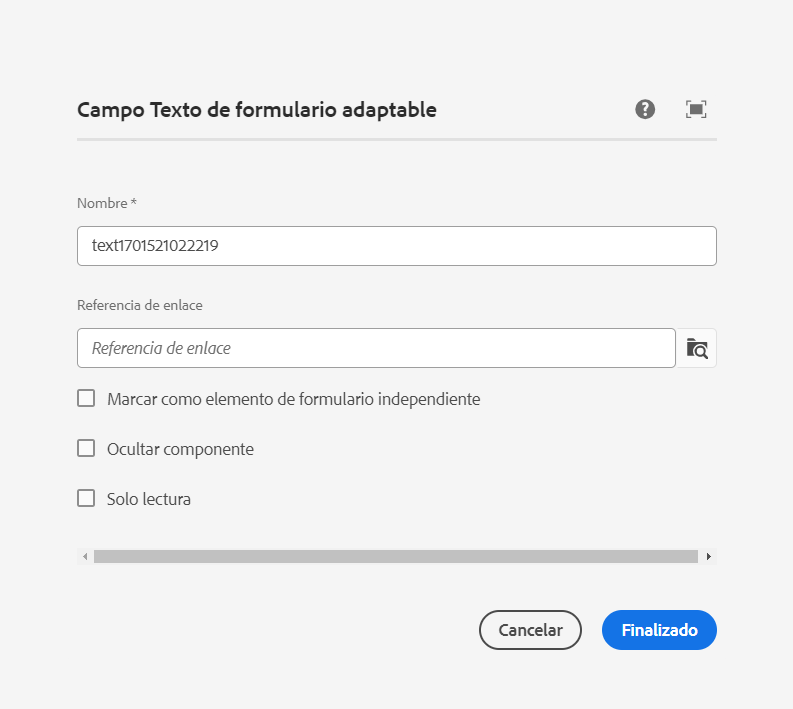 Campo Texto de formulario adaptable
Nombre *
text1701521022219
Referencia de enlace
Referencia de enlace
Marcar como elemento de formulario independiente
Ocultar componente
Solo lectura
Cancelar
Finalizado